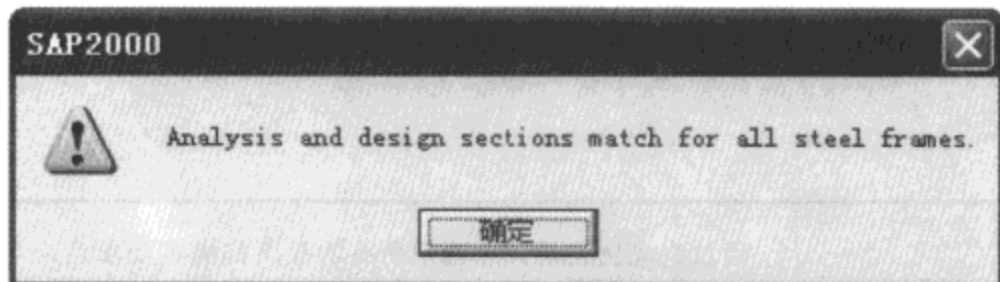 SAP2000
Analysis and design sections match for all steel frames.
确定